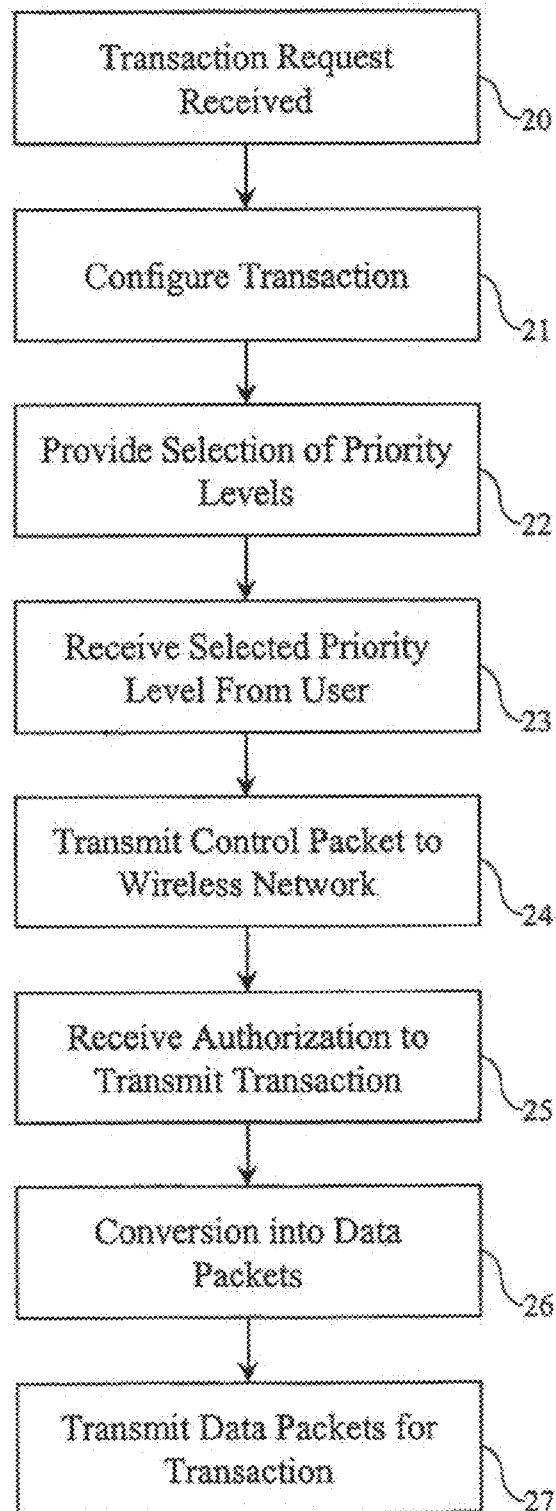 Transaction Request
Received
20
Configure Transaction
21
Provide Selection of Priority
Levels
22
Receive Selected Priority
Level From User
23
Transmit Control Packet to
Wireless Network
24
Receive Authorization to
Transmit Transaction
25
Conversion into Data
Packets
26
Transmit Data Packets for
Transaction
27